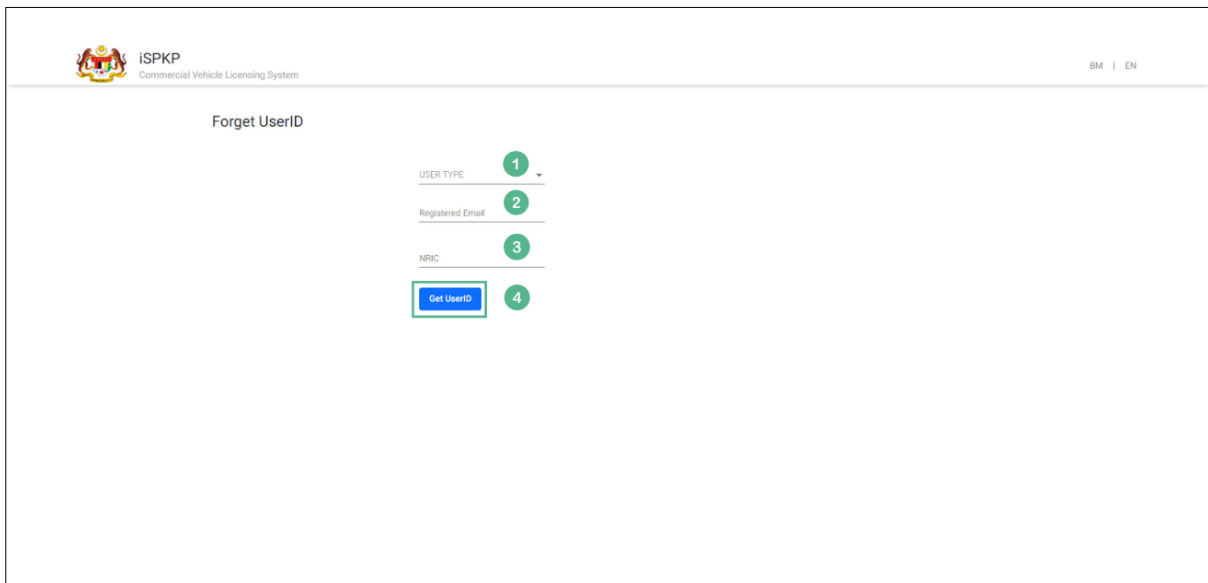 iSPKP
Commercial Vehicle Licensing System
BM | EN
Forget UserID
USER TYPE 1
Registered Email 2
NRIC 3
Get UserID 4